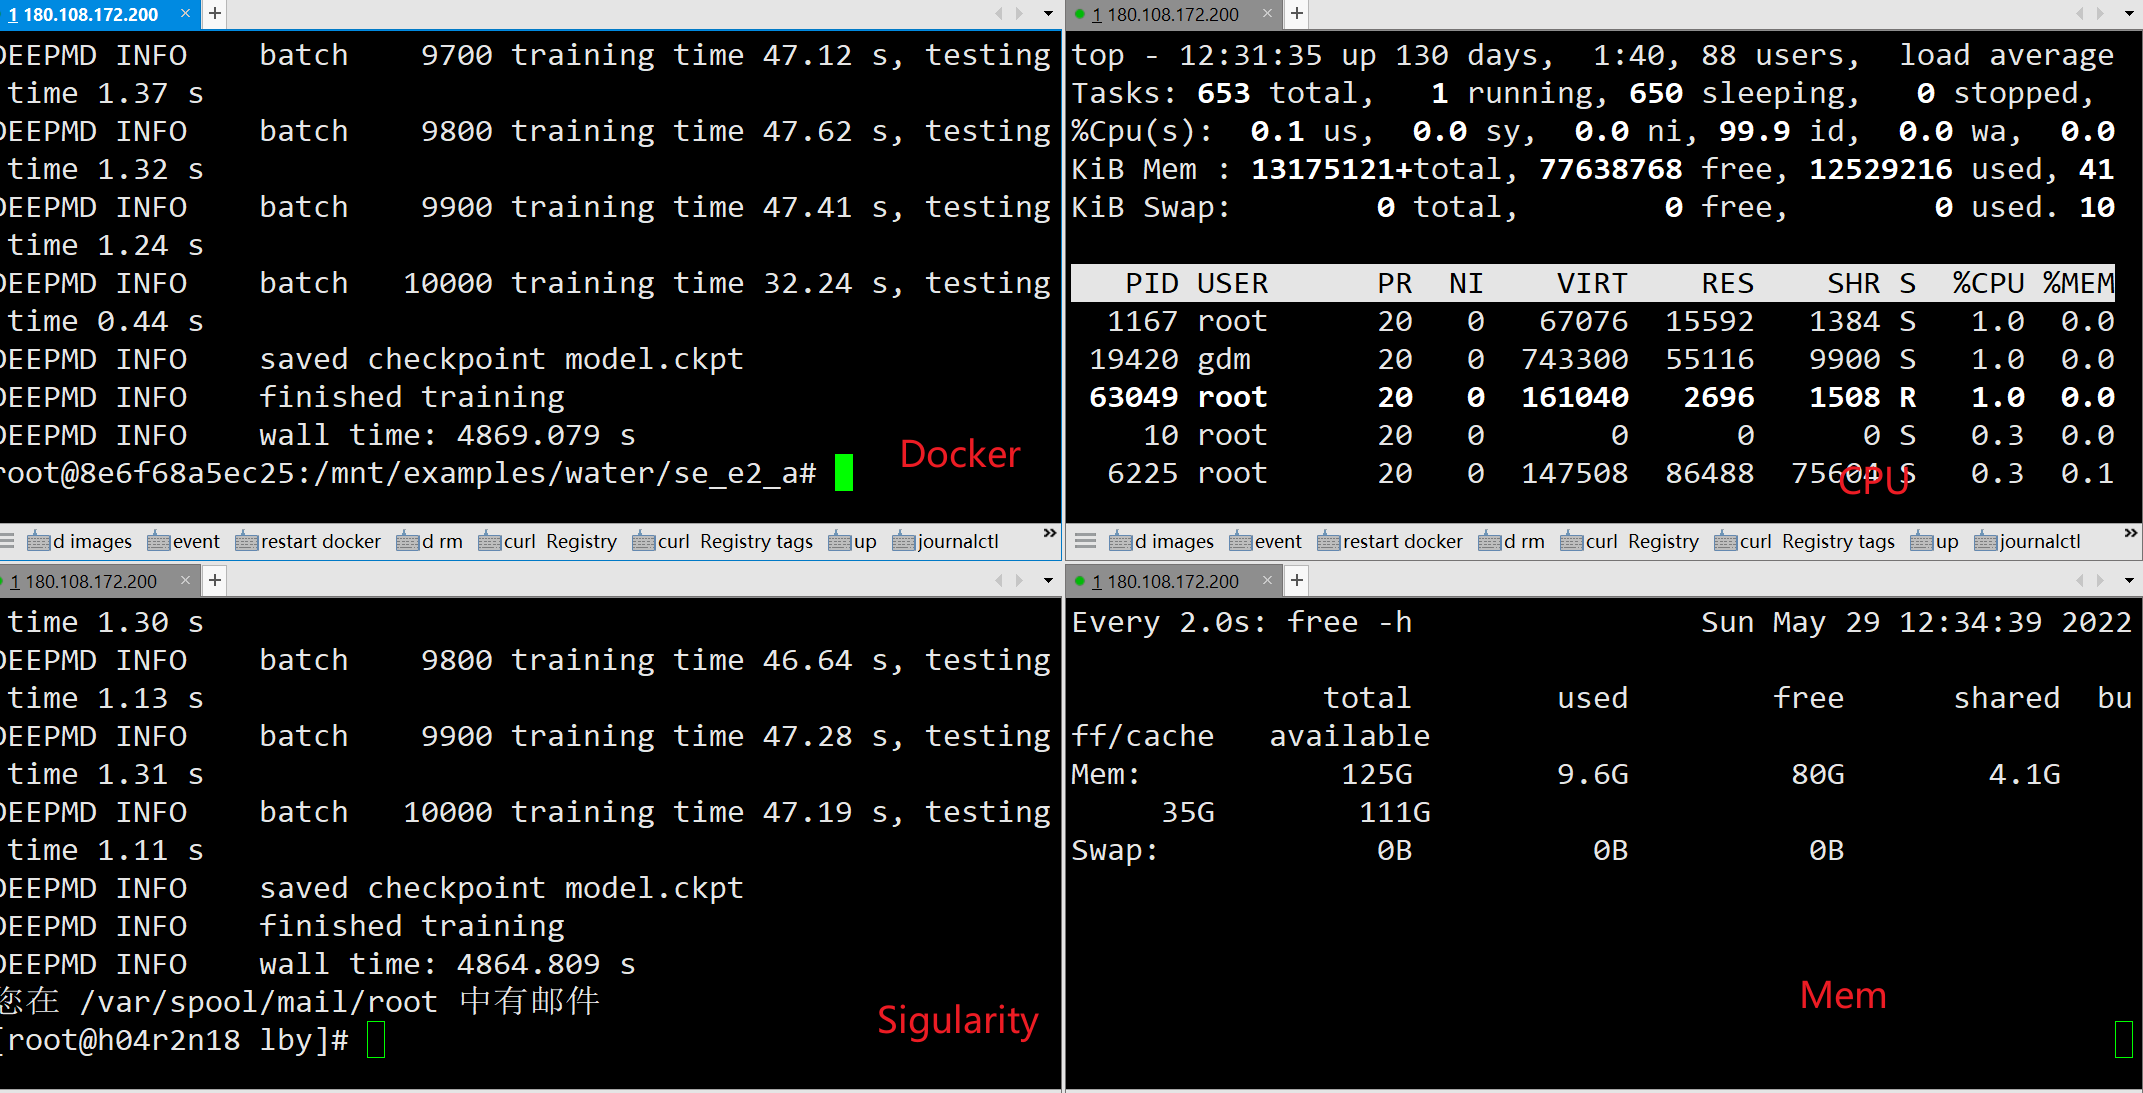 1 180.108.172.200 × +
DEEPMD INFO    batch    9700 training time 47.12 s, testing
time 1.37 s
DEEPMD INFO    batch    9800 training time 47.62 s, testing
time 1.32 s
DEEPMD INFO    batch    9900 training time 47.41 s, testing
time 1.24 s
DEEPMD INFO    batch   10000 training time 32.24 s, testing
time 0.44 s
DEEPMD INFO    saved checkpoint model.ckpt
DEEPMD INFO    finished training
DEEPMD INFO    wall time: 4869.079 s
root@8e6f68a5ec25:/mnt/examples/water/se_e2_a#
Docker
d images event restart docker d rm curl Registry curl Registry tags up journalctl »
1 180.108.172.200 × +
top - 12:31:35 up 130 days,  1:40, 88 users,  load average
Tasks: 653 total,   1 running, 650 sleeping,   0 stopped,
%Cpu(s):  0.1 us,  0.0 sy,  0.0 ni, 99.9 id,  0.0 wa,  0.0
KiB Mem : 13175121+total, 77638768 free, 12529216 used, 41
KiB Swap:        0 total,        0 free,        0 used. 10
PID USER      PR  NI    VIRT    RES    SHR S  %CPU %MEM
1167 root      20   0   67076  15592   1384 S   1.0  0.0
19420 gdm       20   0  743300  55116   9900 S   1.0  0.0
63049 root      20   0  161040   2696   1508 R   1.0  0.0
10 root      20   0       0      0      0 S   0.3  0.0
6225 root      20   0  147508  86488  75604 S   0.3  0.1
CPU
d images event restart docker d rm curl Registry curl Registry tags up journalctl »
1 180.108.172.200 × +
time 1.30 s
DEEPMD INFO    batch    9800 training time 46.64 s, testing
time 1.13 s
DEEPMD INFO    batch    9900 training time 47.28 s, testing
time 1.31 s
DEEPMD INFO    batch   10000 training time 47.19 s, testing
time 1.11 s
DEEPMD INFO    saved checkpoint model.ckpt
DEEPMD INFO    finished training
DEEPMD INFO    wall time: 4864.809 s
您在 /var/spool/mail/root 中有邮件
[root@h04r2n18 lby]#
Sigularity
1 180.108.172.200 × +
Every 2.0s: free -h                Sun May 29 12:34:39 2022
total        used        free      shared  bu
ff/cache   available
Mem:           125G        9.6G         80G        4.1G
35G        111G
Swap:            0B          0B          0B
Mem